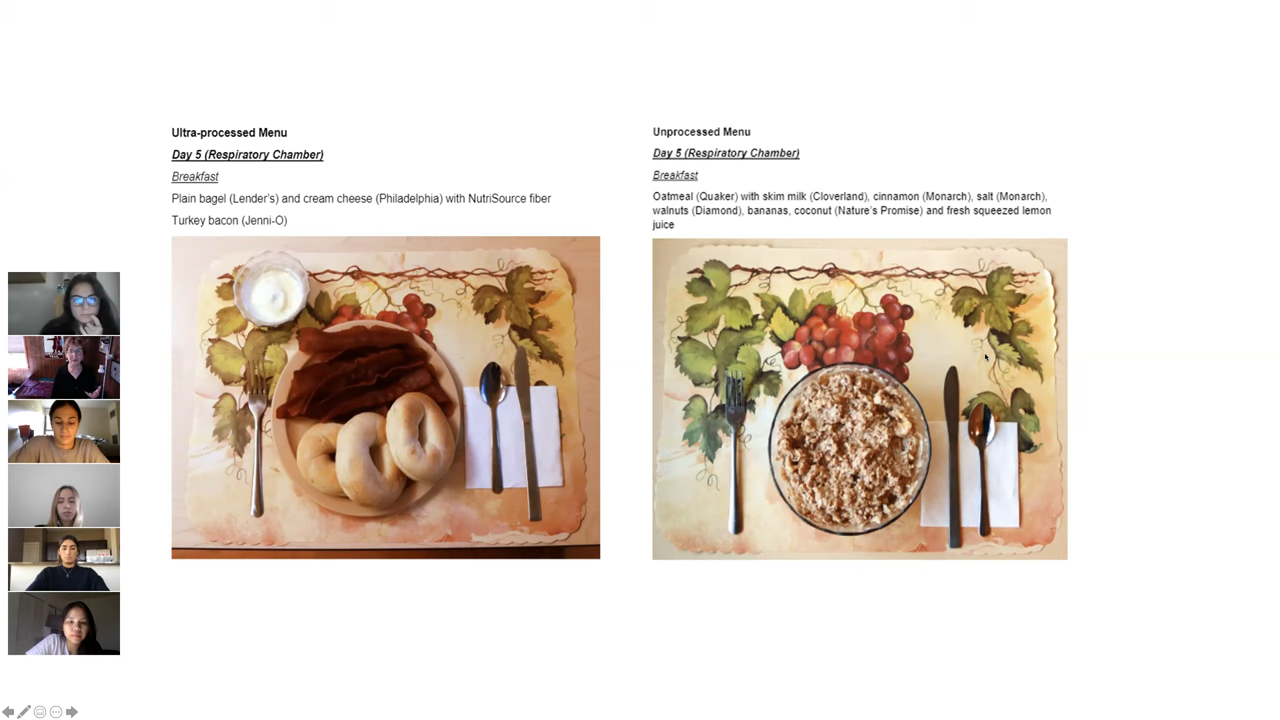 Ultra-processed Menu
Day 5 (Respiratory Chamber)
Breakfast
Plain bagel (Lender's) and cream cheese (Philadelphia) with NutriSource fiber
Turkey bacon (Jenni-O)
Unprocessed Menu
Day 5 (Respiratory Chamber)
Breakfast
Oatmeal (Quaker) with skim milk (Cloverland), cinnamon (Monarch), salt (Monarch),
walnuts (Diamond), bananas, coconut (Nature's Promise) and fresh squeezed lemon
juice